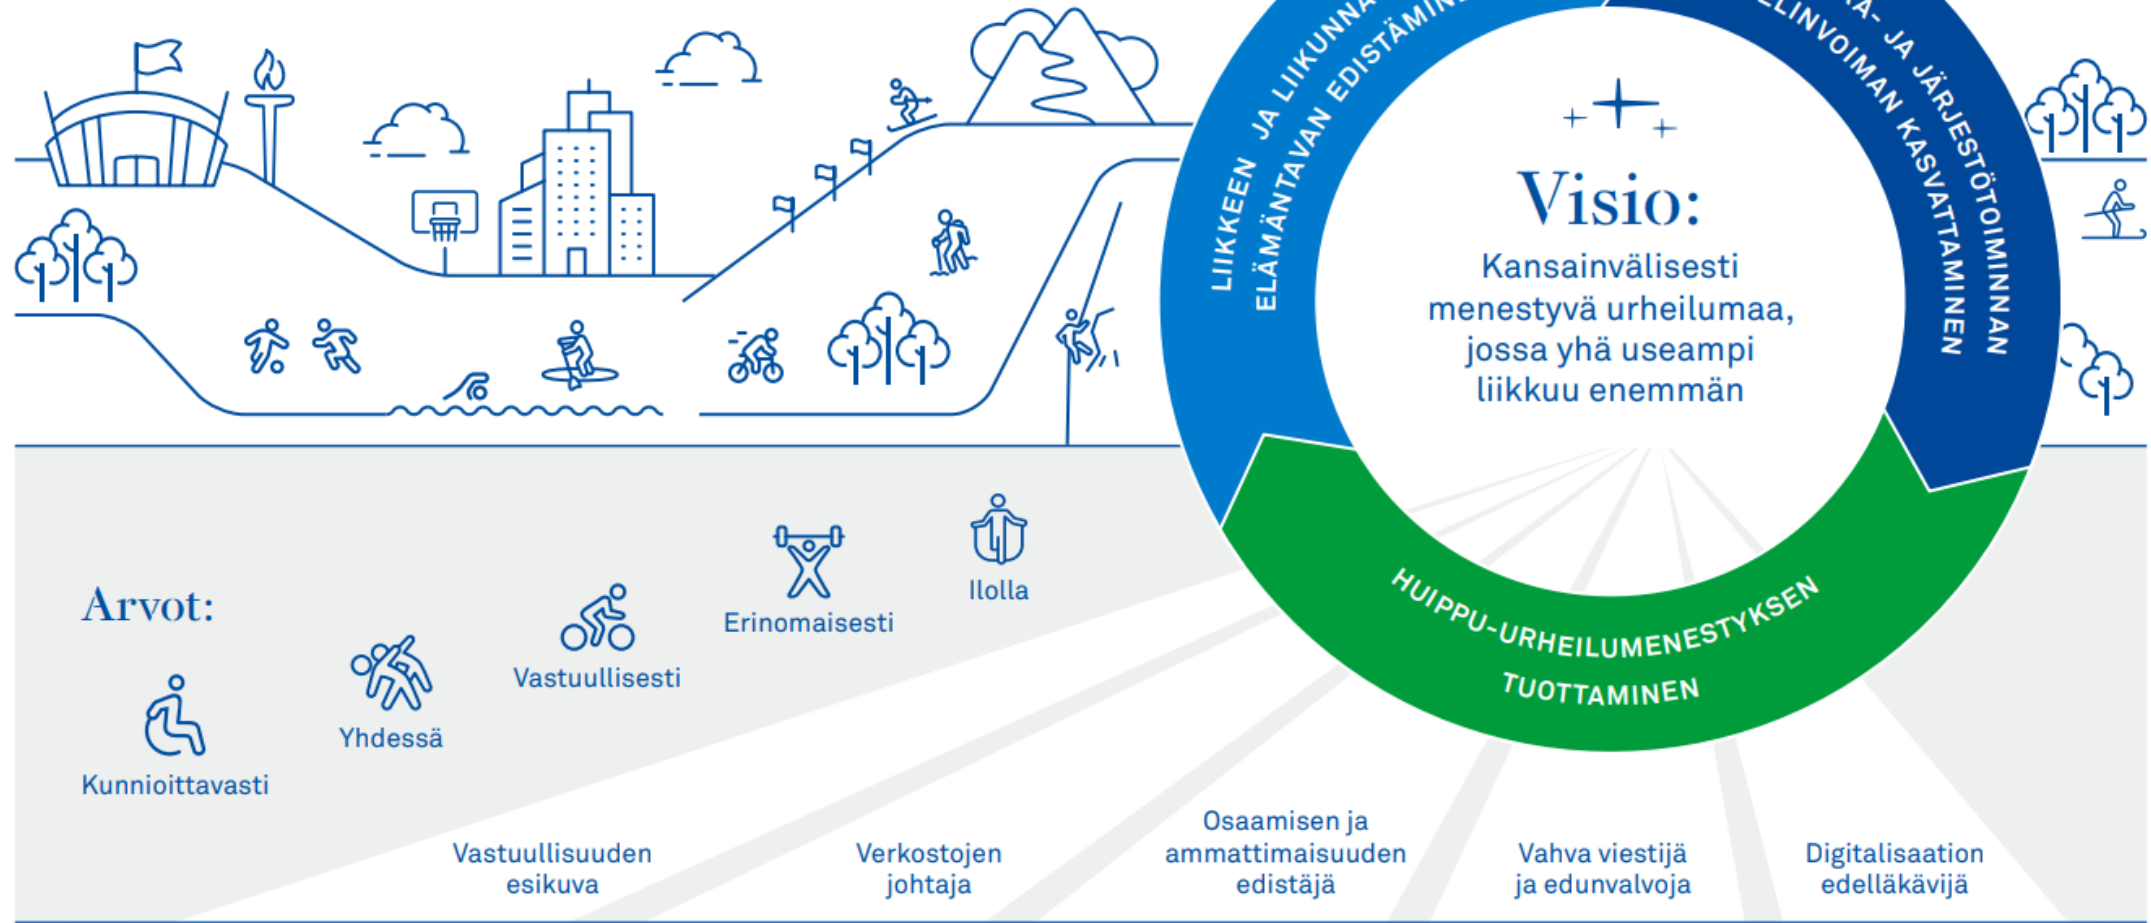 LIIKKEEN JA LIIKUNNA
ELÄMÄNTAVAN EDISTÄMIN
JA JÄRJESTÖTOIMINNAN
ELINVOIMAN KASVATTAMINEN
Visio:
Kansainvälisesti
menestyvä urheilumaa,
jossa yhä useampi
liikkuu enemmän
HUIPPU-URHEILUMENESTYKSEN
TUOTTAMINEN
Arvot:
Kunnioittavasti
Yhdessä
Vastuullisesti
Erinomaisesti
Ilolla
Vastuullisuuden
esikuva
Verkostojen
johtaja
Osaamisen ja
ammattimaisuuden
edistäjä
Vahva viestijä
ja edunvalvoja
Digitalisaation
edelläkävijä